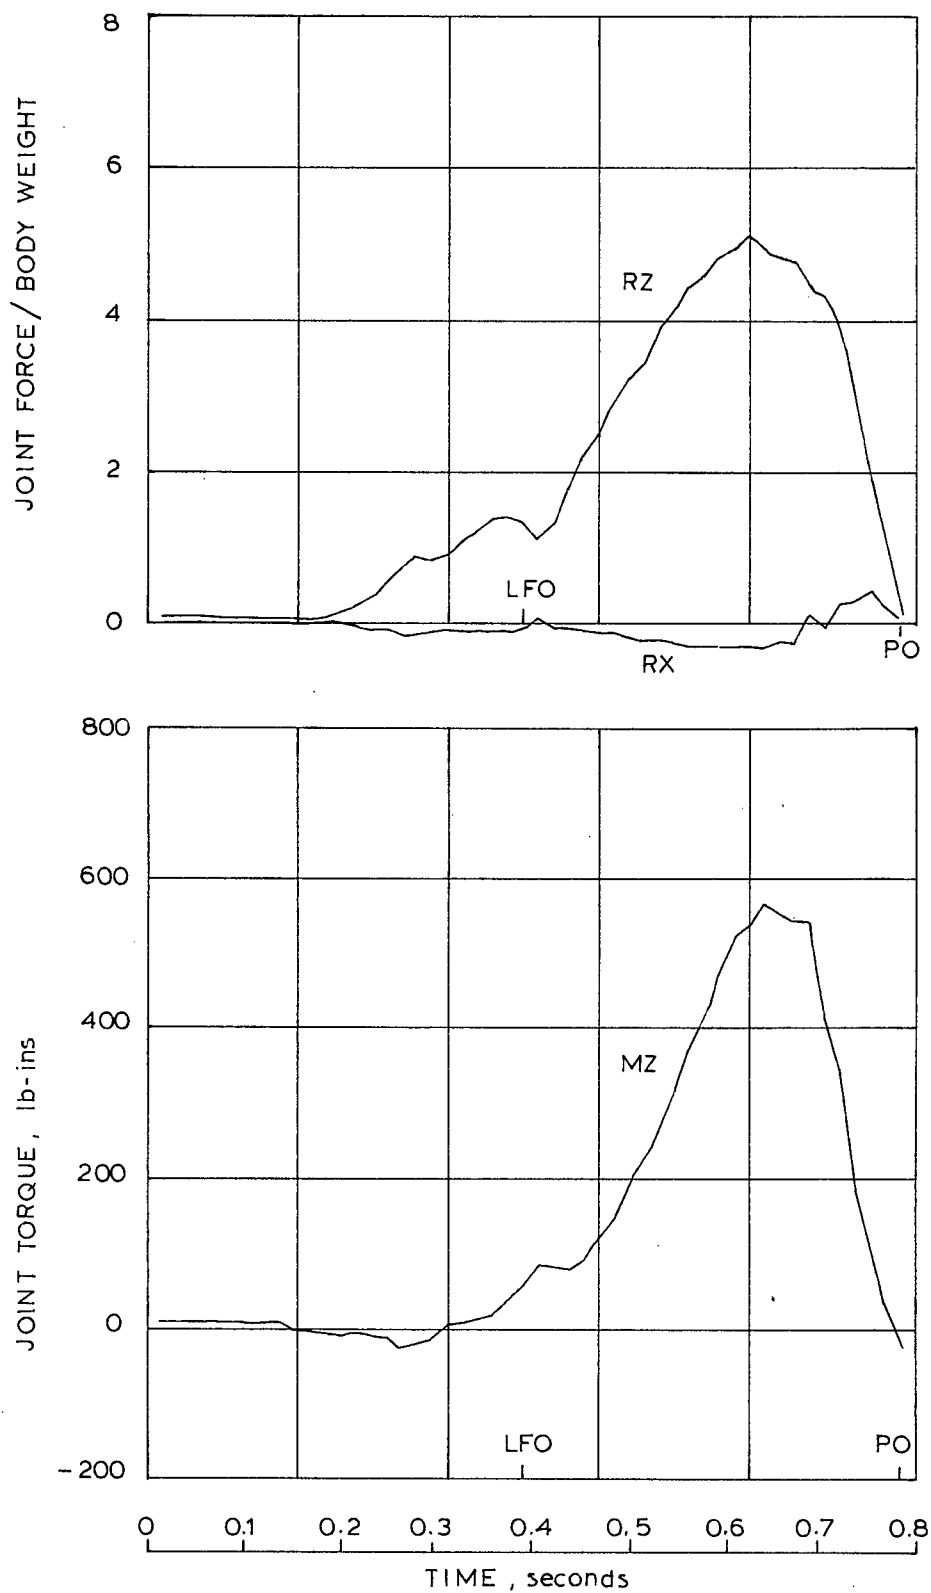 8
6
4
2
0
JOINT FORCE/BODY WEIGHT
RZ
LFO
RX
PO
800
600
400
200
0
-200
JOINT TORQUE, lb-ins
MZ
LFO
PO
0 0.1 0.2 0.3 0.4 0.5 0.6 0.7 0.8
TIME, seconds